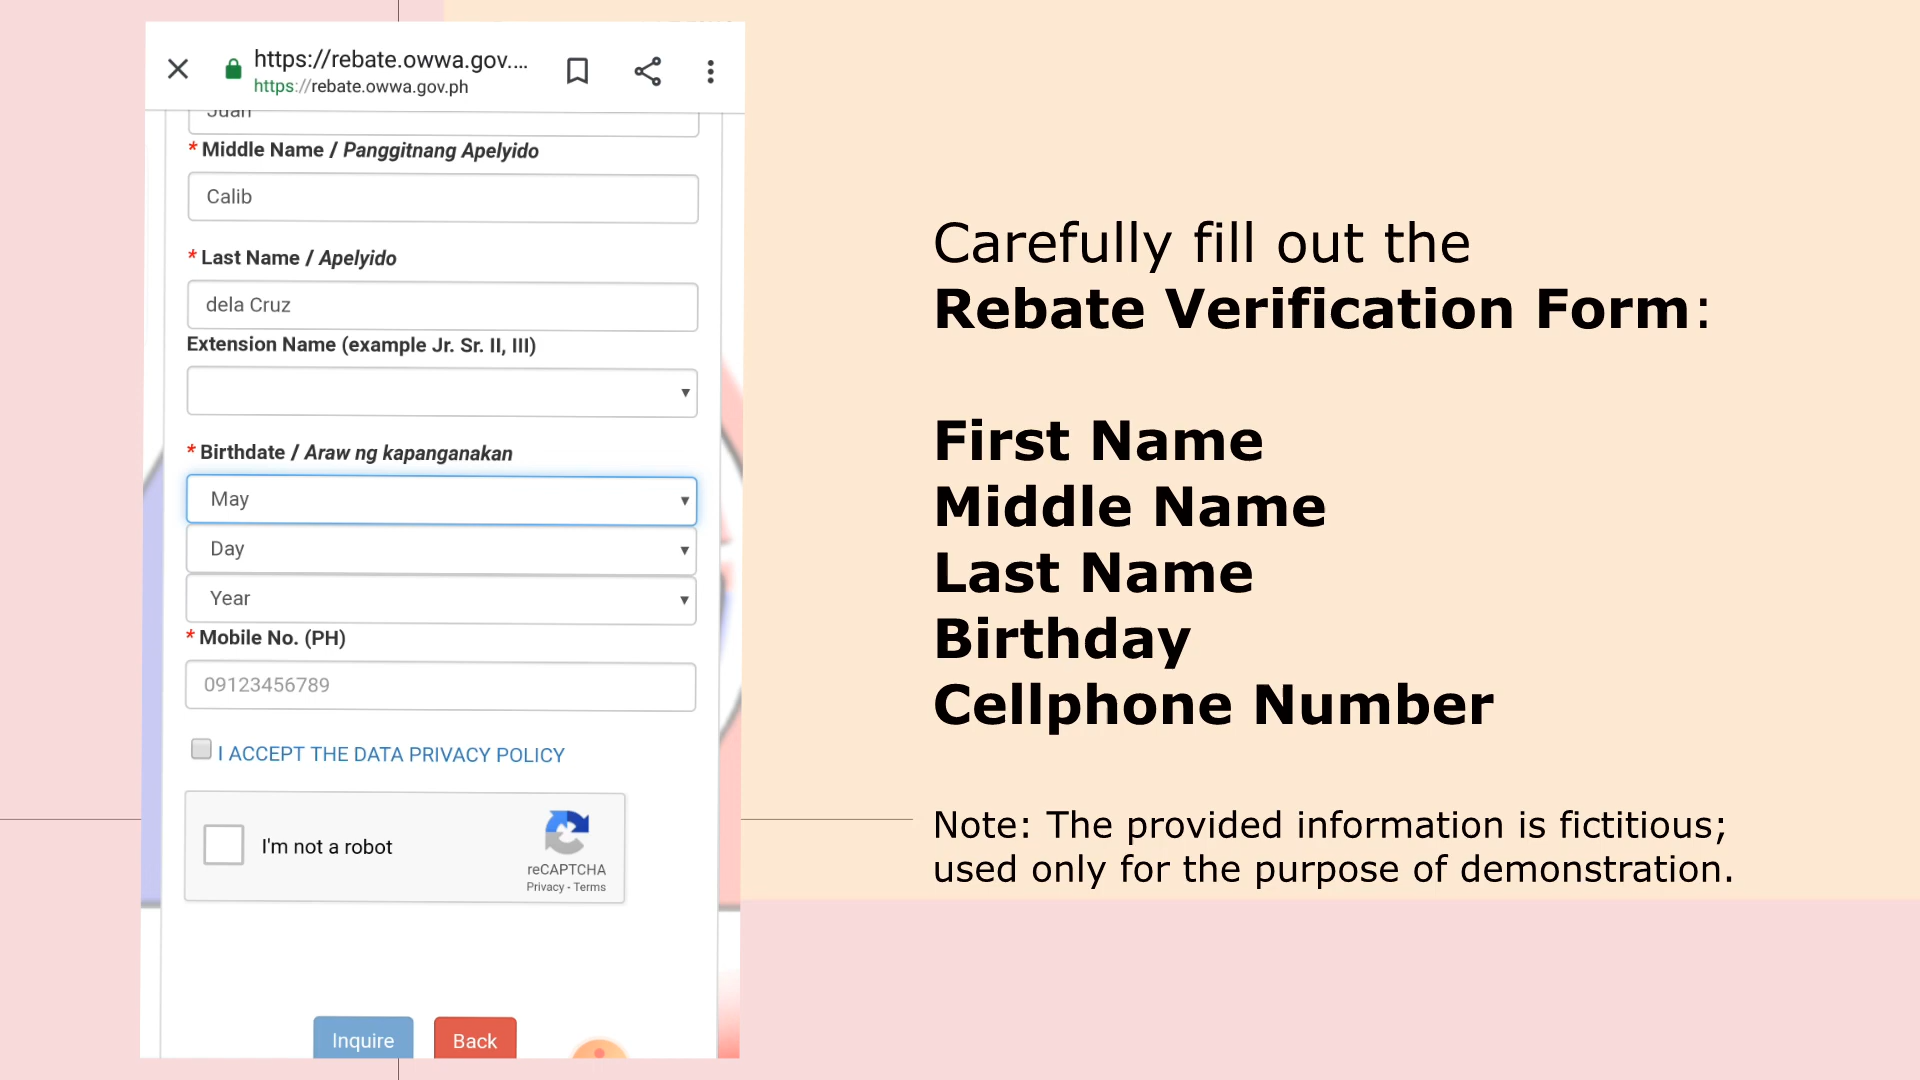 https://rebate.owwa.gov....
https://rebate.owwa.gov.ph
Juan
* Middle Name / Panggitnang Apelyido
Calib
* Last Name / Apelyido
dela Cruz
Extension Name (example Jr. Sr. II, III)
* Birthdate / Araw ng kapanganakan
May
Day
Year
* Mobile No. (PH)
09123456789
I ACCEPT THE DATA PRIVACY POLICY
I'm not a robot
reCAPTCHA
Privacy - Terms
Inquire
Back
Carefully fill out the
Rebate Verification Form:
First Name
Middle Name
Last Name
Birthday
Cellphone Number
Note: The provided information is fictitious;
used only for the purpose of demonstration.